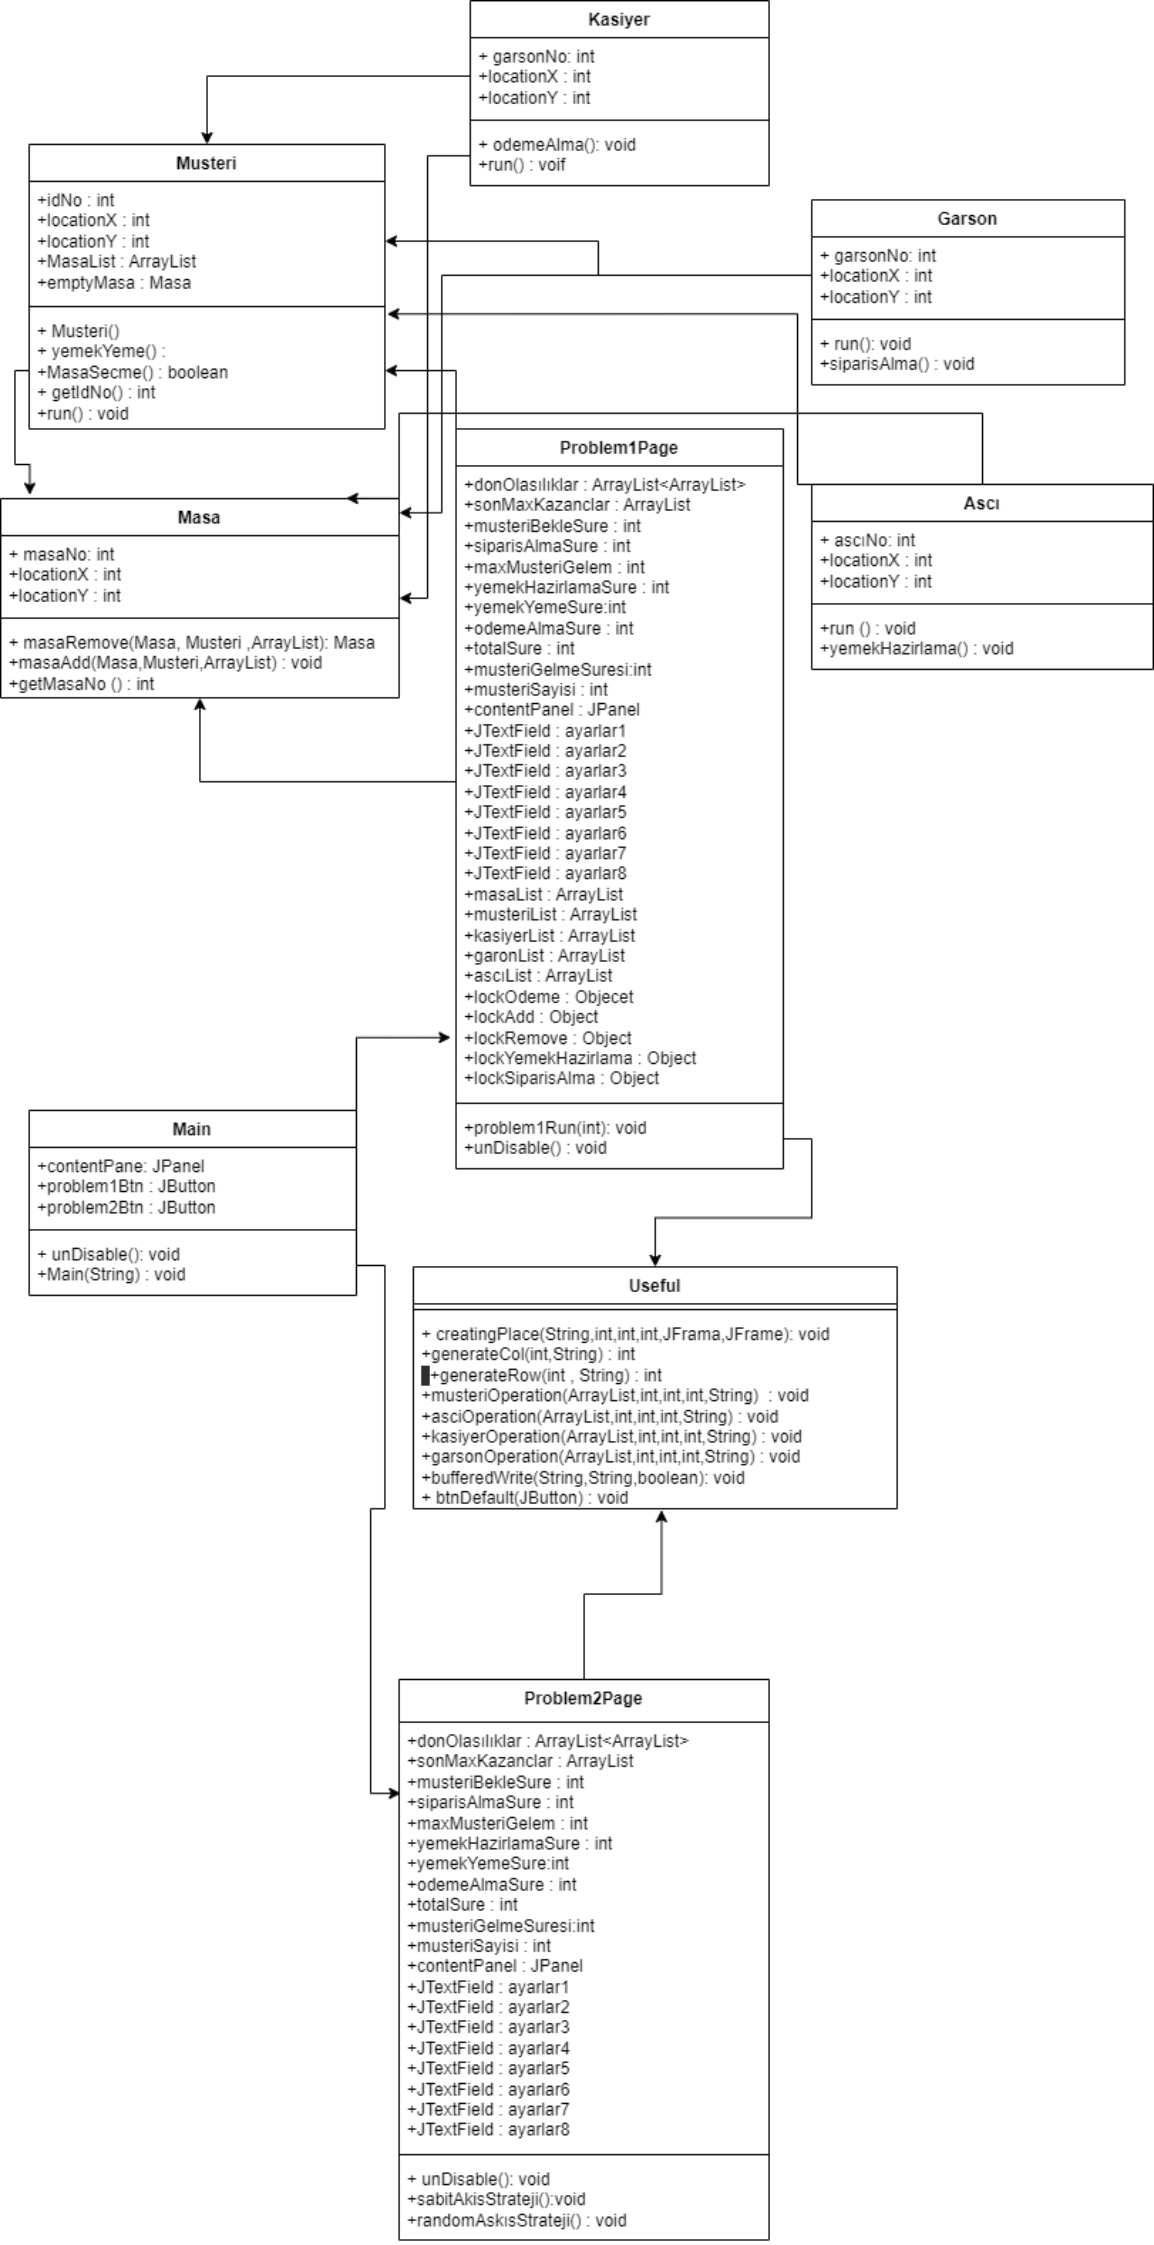 Kasiyer
+ garsonNo: int
+locationX : int
+locationY : int
+ odemeAlma(): void
+run() : voif
Musteri
+idNo : int
+locationX : int
+locationY : int
+MasaList : ArrayList
+emptyMasa : Masa
+ Musteri()
+ yemekYeme() :
+MasaSecme() : boolean
+ getIdNo() : int
+run() : void
Garson
+ garsonNo: int
+locationX : int
+locationY : int
+ run(): void
+siparisAlma() : void
Masa
+ masaNo: int
+locationX : int
+locationY : int
+ masaRemove(Masa, Musteri ,ArrayList): Masa
+masaAdd(Masa,Musteri,ArrayList) : void
+getMasaNo () : int
Problem1Page
+donOlasılıklar : ArrayList<ArrayList>
+sonMaxKazanclar : ArrayList
+musteriBekleSure : int
+siparisAlmaSure : int
+maxMusteriGelem : int
+yemekHazirlamaSure : int
+yemekYemeSure:int
+odemeAlmaSure : int
+totalSure : int
+musteriGelmeSuresi:int
+musteriSayisi : int
+contentPanel : JPanel
+JTextField : ayarlar1
+JTextField : ayarlar2
+JTextField : ayarlar3
+JTextField : ayarlar4
+JTextField : ayarlar5
+JTextField : ayarlar6
+JTextField : ayarlar7
+JTextField : ayarlar8
+masaList : ArrayList
+musteriList : ArrayList
+kasiyerList : ArrayList
+garonList : ArrayList
+ascıList : ArrayList
+lockOdeme : Objecet
+lockAdd : Object
+lockRemove : Object
+lockYemekHazirlama : Object
+lockSiparisAlma : Object
+problem1Run(int): void
+unDisable() : void
Ascı
+ ascıNo: int
+locationX : int
+locationY : int
+run () : void
+yemekHazirlama() : void
Main
+contentPane: JPanel
+problem1Btn : JButton
+problem2Btn : JButton
+ unDisable(): void
+Main(String) : void
Useful
+ creatingPlace(String,int,int,int,JFrama,JFrame): void
+generateCol(int,String) : int
+generateRow(int , String) : int
+musteriOperation(ArrayList,int,int,int,String)  : void
+asciOperation(ArrayList,int,int,int,String) : void
+kasiyerOperation(ArrayList,int,int,int,String) : void
+garsonOperation(ArrayList,int,int,int,String) : void
+bufferedWrite(String,String,boolean): void
+ btnDefault(JButton) : void
Problem2Page
+donOlasılıklar : ArrayList<ArrayList>
+sonMaxKazanclar : ArrayList
+musteriBekleSure : int
+siparisAlmaSure : int
+maxMusteriGelem : int
+yemekHazirlamaSure : int
+yemekYemeSure:int
+odemeAlmaSure : int
+totalSure : int
+musteriGelmeSuresi:int
+musteriSayisi : int
+contentPanel : JPanel
+JTextField : ayarlar1
+JTextField : ayarlar2
+JTextField : ayarlar3
+JTextField : ayarlar4
+JTextField : ayarlar5
+JTextField : ayarlar6
+JTextField : ayarlar7
+JTextField : ayarlar8
+ unDisable(): void
+sabitAkisStrateji():void
+randomAskısStrateji() : void